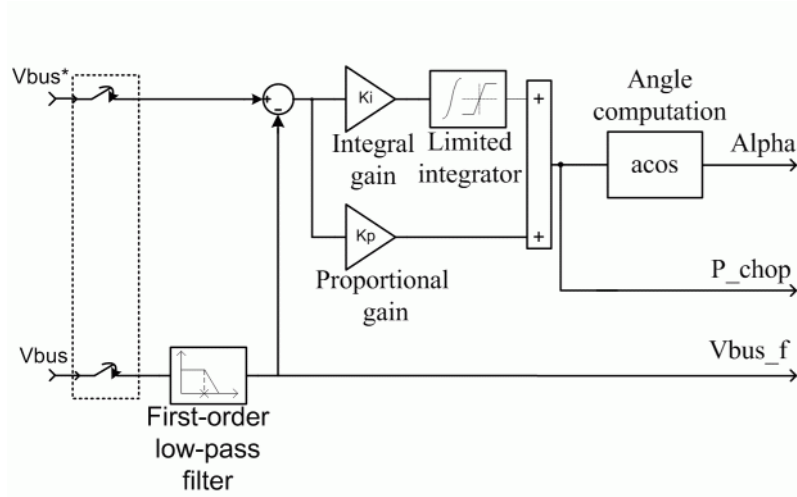 Vbus*
+
-
Ki
Integral
gain
Limited
integrator
+
+
Kp
Proportional
gain
Angle
computation
acos
Alpha
P_chop
Vbus
Vbus_f
First-order
low-pass
filter